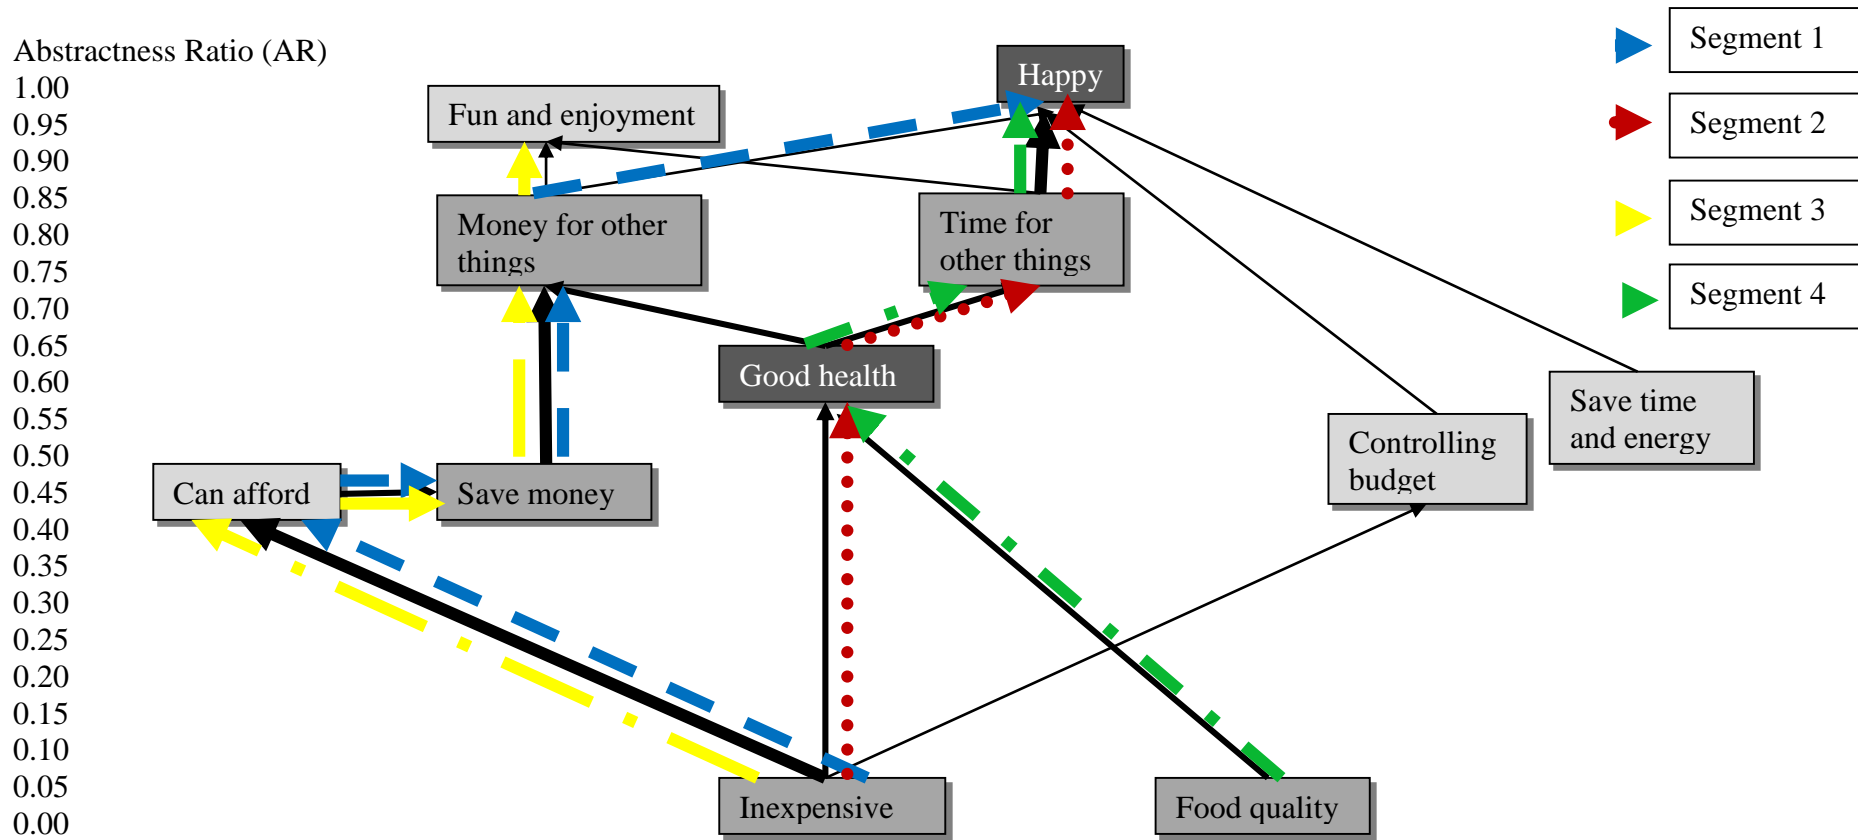 Abstractness Ratio (AR)
1.00
0.95
0.90
0.85
0.80
0.75
0.70
0.65
0.60
0.55
0.50
0.45
0.40
0.35
0.30
0.25
0.20
0.15
0.10
0.05
0.00
Happy
Fun and enjoyment
Money for other
things
Time for
other things
Good health
Save time
and energy
Controlling
budget
Can afford
Save money
Inexpensive
Food quality
Segment 1
Segment 2
Segment 3
Segment 4